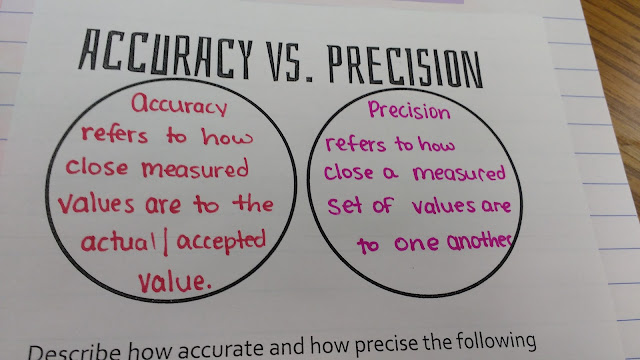 ACCURACY VS. PRECISION
Accuracy
refers to how
close measured
values are to the
actual/accepted
value.
Precision
refers to how
close a measured
set of values are
to one another
Describe how accurate and how precise the following